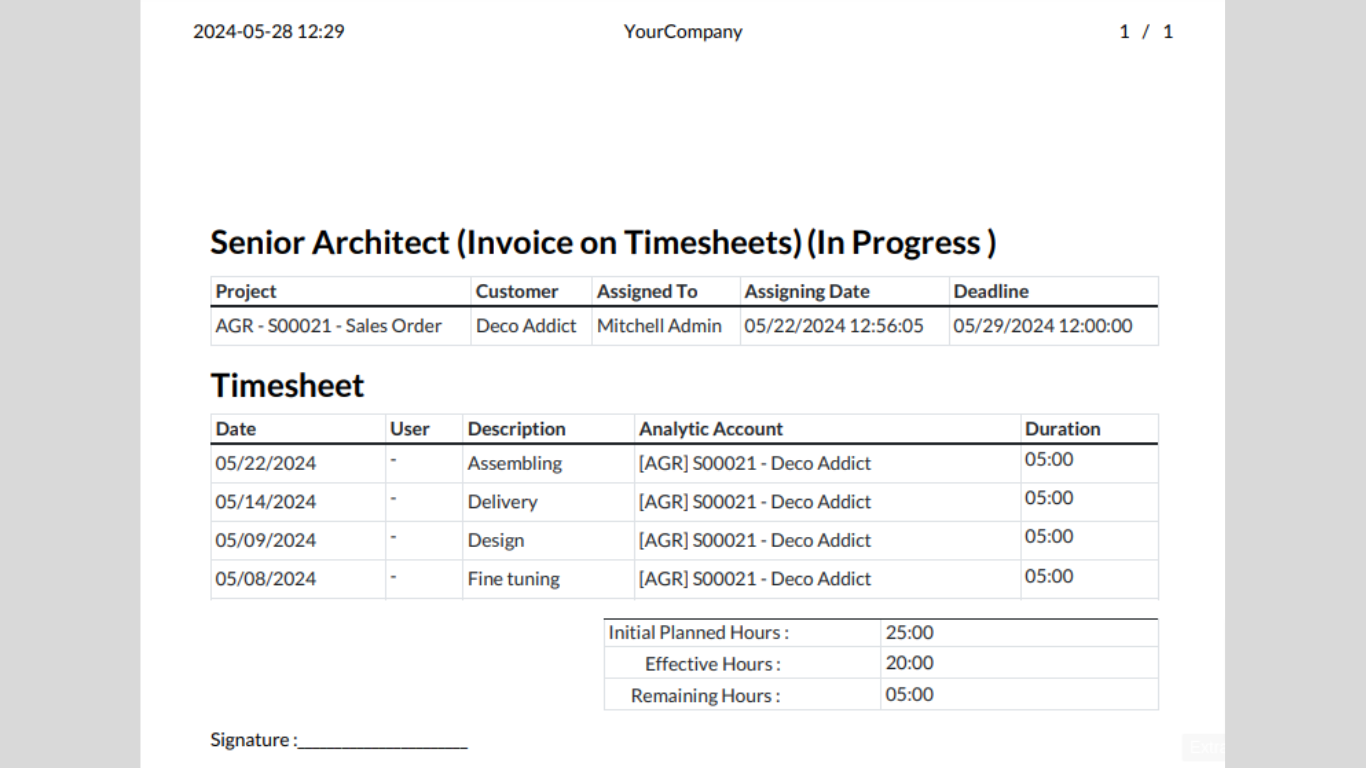 2024-05-28 12:29 YourCompany 1 / 1
Senior Architect (Invoice on Timesheets) (In Progress )
Project Customer Assigned To Assigning Date Deadline
AGR - S00021 - Sales Order Deco Addict Mitchell Admin 05/22/2024 12:56:05 05/29/2024 12:00:00
Timesheet
Date User Description Analytic Account Duration
05/22/2024 - Assembling [AGR] S00021 - Deco Addict 05:00
05/14/2024 - Delivery [AGR] S00021 - Deco Addict 05:00
05/09/2024 - Design [AGR] S00021 - Deco Addict 05:00
05/08/2024 - Fine tuning [AGR] S00021 - Deco Addict 05:00
Initial Planned Hours : 25:00
Effective Hours : 20:00
Remaining Hours : 05:00
Signature :_________________